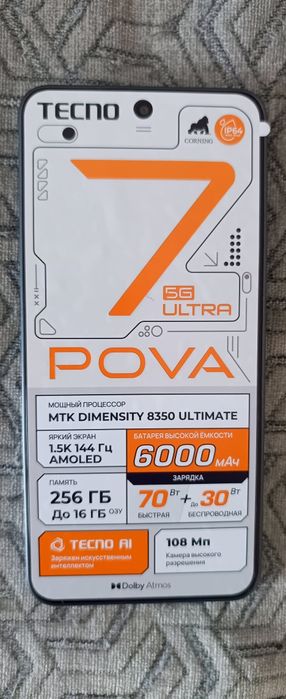 TECNO
CORNING
IP64
7
5G
ULTRA
POVA
МОЩНЫЙ ПРОЦЕССОР
MTK DIMENSITY 8350 ULTIMATE
ЯРКИЙ ЭКРАН
1.5K 144 Гц
AMOLED
БАТАРЕЯ ВЫСОКОЙ ЁМКОСТИ
6000 мАч
ПАМЯТЬ
256 ГБ
До 16 ГБ ОЗУ
ЗАРЯДКА
70 Вт + До 30 Вт
БЫСТРАЯ БЕСПРОВОДНАЯ
TECNO AI
Заряжен искусственным
интеллектом
108 Мп
Камера высокого
разрешения
Dolby Atmos